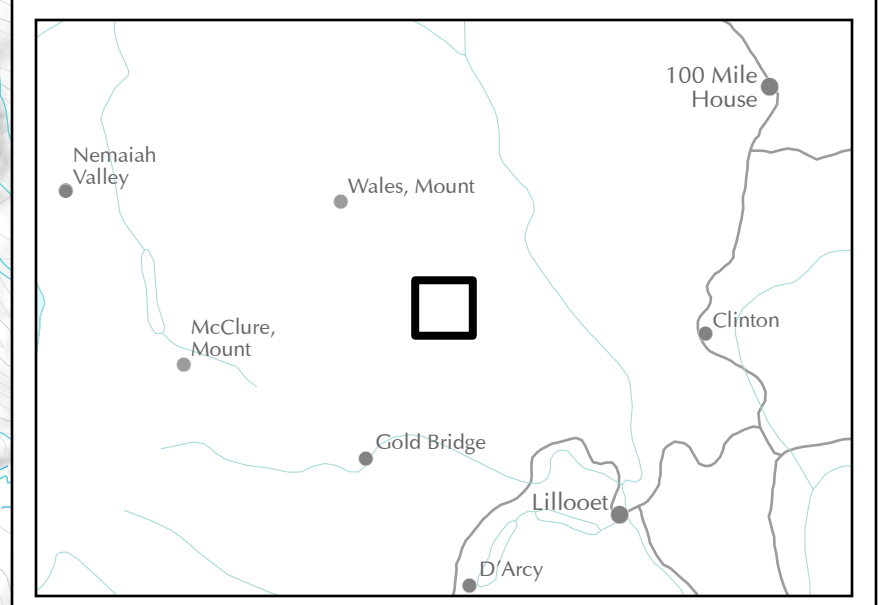 100 Mile
House
Nemaiah
Valley
Wales, Mount
McClure,
Mount
Clinton
Gold Bridge
Lillooet
D'Arcy